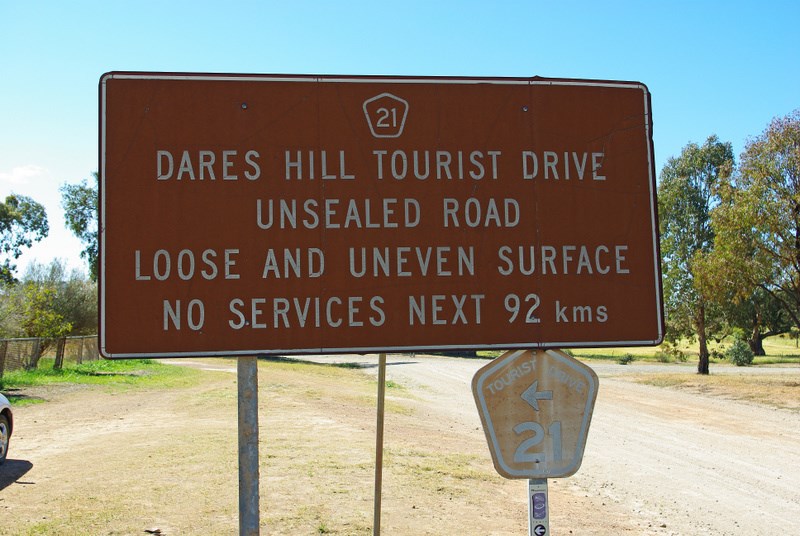 21
DARES HILL TOURIST DRIVE
UNSEALED ROAD
LOOSE AND UNEVEN SURFACE
NO SERVICES NEXT 92 kms
TOURIST DRIVE
21